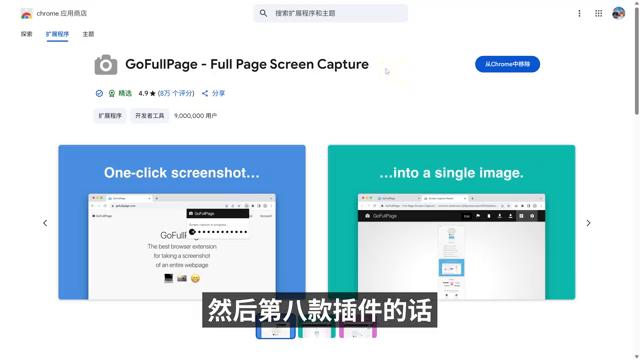 chrome 应用商店
搜索扩展程序和主题
探索 扩展程序 主题
GoFullPage - Full Page Screen Capture
从Chrome中移除
精选 4.9 ★ (8万 个评分) 分享
扩展程序 开发者工具 9,000,000 用户
One-click screenshot...
...into a single image.
GoFullPage
GoFullPage
GoFullPage
The best browser extension
for taking a screenshot
of an entire webpage
然后第八款插件的话